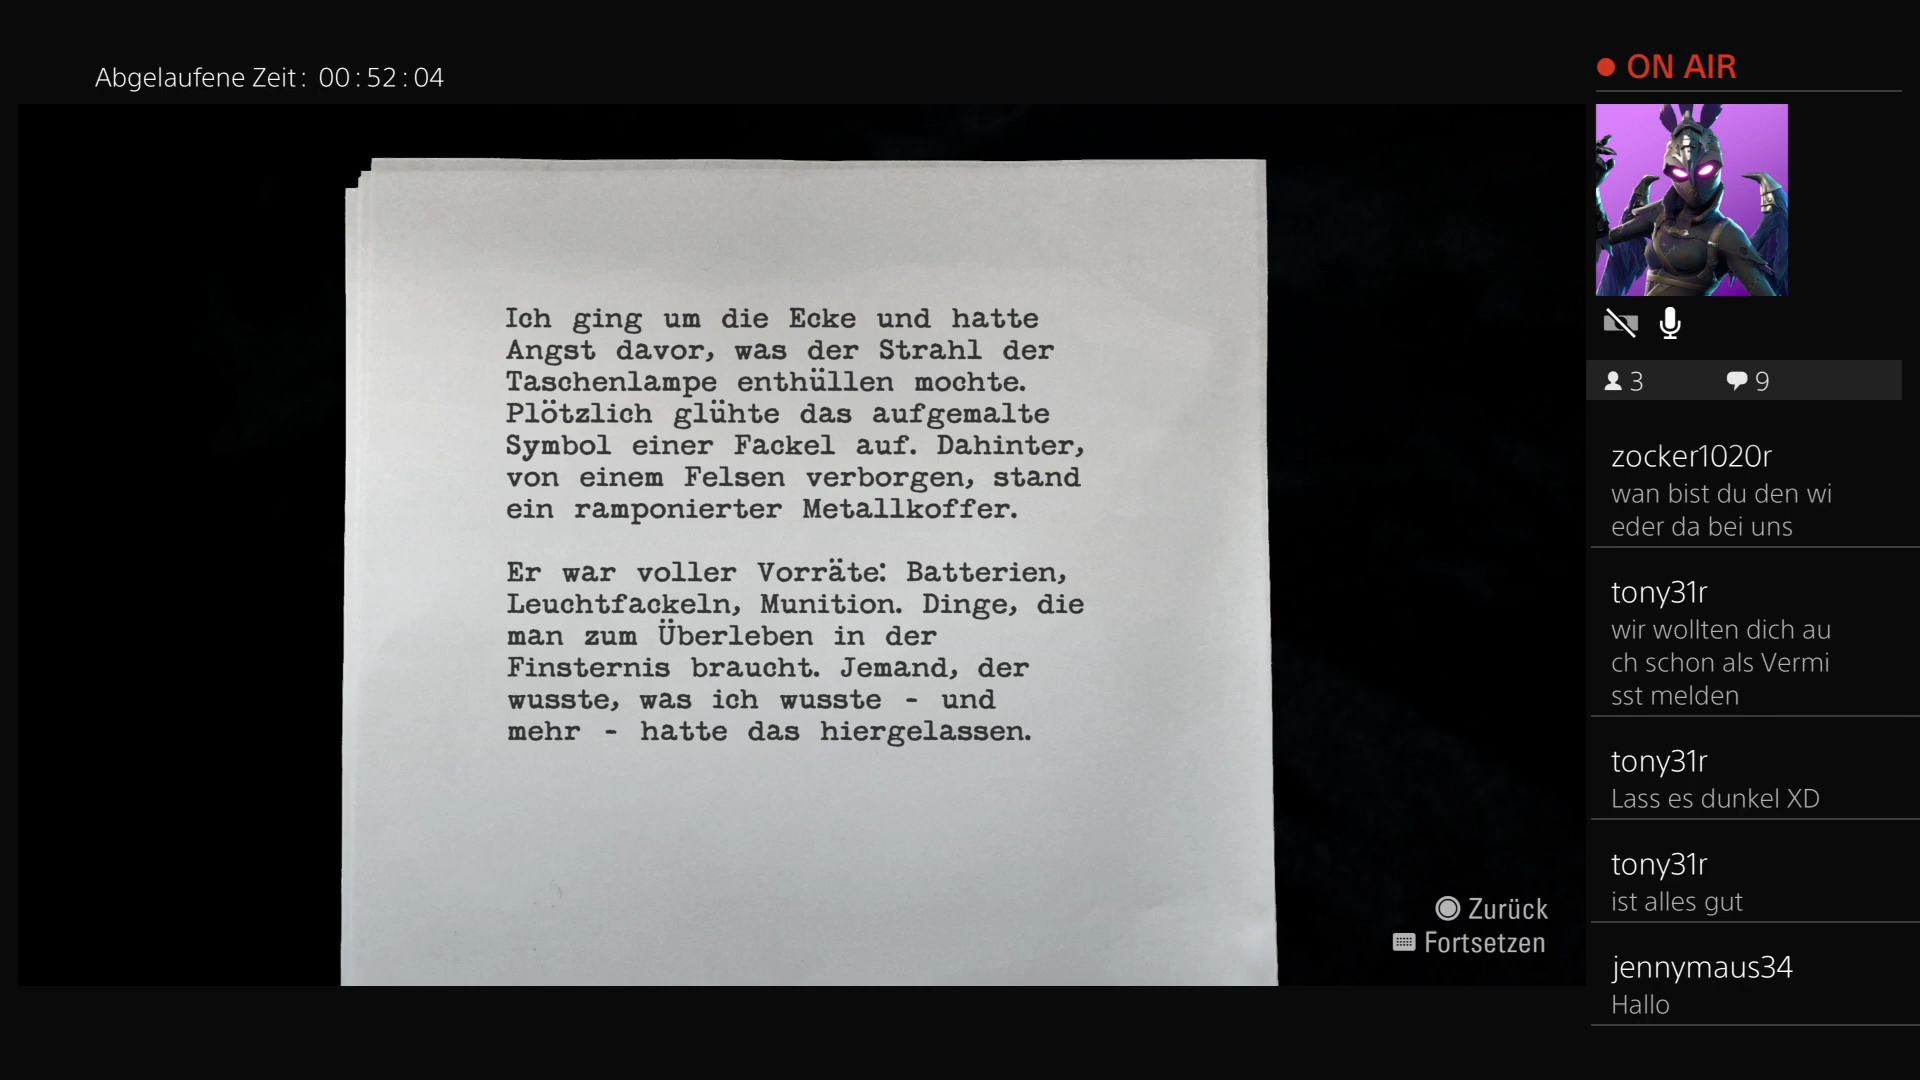 Abgelaufene Zeit: 00:52:04
ON AIR
Ich ging um die Ecke und hatte
Angst davor, was der Strahl der
Taschenlampe enthüllen mochte.
Plötzlich glühte das aufgemalte
Symbol einer Fackel auf. Dahinter,
von einem Felsen verborgen, stand
ein ramponierter Metallkoffer.
Er war voller Vorräte: Batterien,
Leuchtfackeln, Munition. Dinge, die
man zum Überleben in der
Finsternis braucht. Jemand, der
wusste, was ich wusste - und
mehr - hatte das hiergelassen.
Zurück
Fortsetzen
3 9
zocker1020r
wan bist du den wi
eder da bei uns
tony31r
wir wollten dich au
ch schon als Vermi
sst melden
tony31r
Lass es dunkel XD
tony31r
ist alles gut
jennymaus34
Hallo